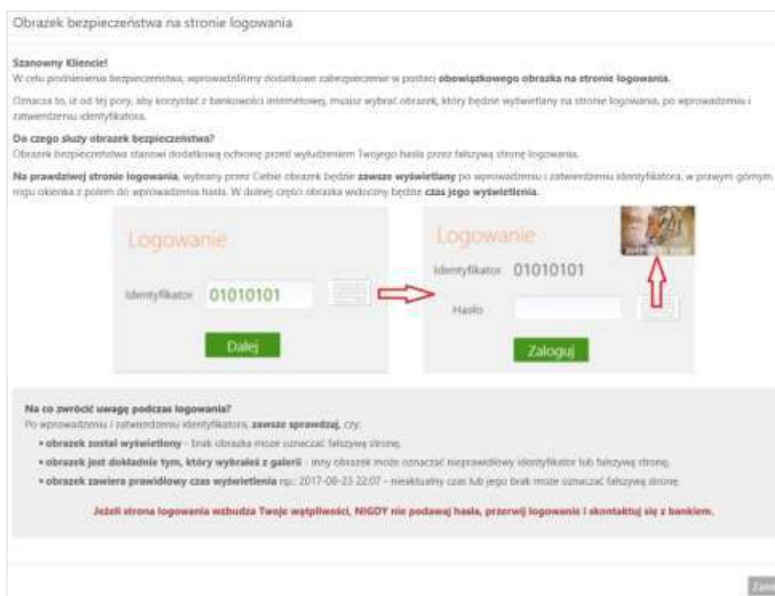 Obrazek bezpieczeństwa na stronie logowania
Szanowny Kliencie!
W celu podniesienia bezpieczeństwa, wprowadziliśmy dodatkowe zabezpieczenie w postaci obowiązkowego obrazka na stronie logowania.
Oznacza to, iż od tej pory, aby korzystać z bankowości internetowej, musisz wybrać obrazek, który będzie wyświetlany na stronie logowania, po wprowadzeniu i
zatwierdzeniu identyfikatora.
Do czego służy obrazek bezpieczeństwa?
Obrazek bezpieczeństwa stanowi dodatkową ochronę przed wyłudzeniem Twojego hasła przez fałszywą stronę logowania.
Na prawdziwej stronie logowania, wybrany przez Ciebie obrazek będzie zawsze wyświetlany po wprowadzeniu i zatwierdzeniu identyfikatora, w prawym górnym
rogu okienka z polem do wprowadzenia hasła. W dolnej części obrazka widoczny będzie czas jego wyświetlenia.
Logowanie
Identyfikator 01010101
Dalej
Logowanie
Identyfikator 01010101
Hasło
Zaloguj
Na co zwrócić uwagę podczas logowania?
Po wprowadzeniu i zatwierdzeniu identyfikatora, zawsze sprawdzaj, czy:
• obrazek został wyświetlony - brak obrazka może oznaczać fałszywą stronę,
• obrazek jest dokładnie tym, który wybrałeś z galerii - inny obrazek może oznaczać nieprawidłowy identyfikator lub fałszywą stronę,
• obrazek zawiera prawidłowy czas wyświetlenia np.: 2017-08-23 22:07 - nieaktualny czas lub jego brak może oznaczać fałszywą stronę.
Jeżeli strona logowania wzbudza Twoje wątpliwości, NIGDY nie podawaj hasła, przerwij logowanie i skontaktuj się z bankiem.